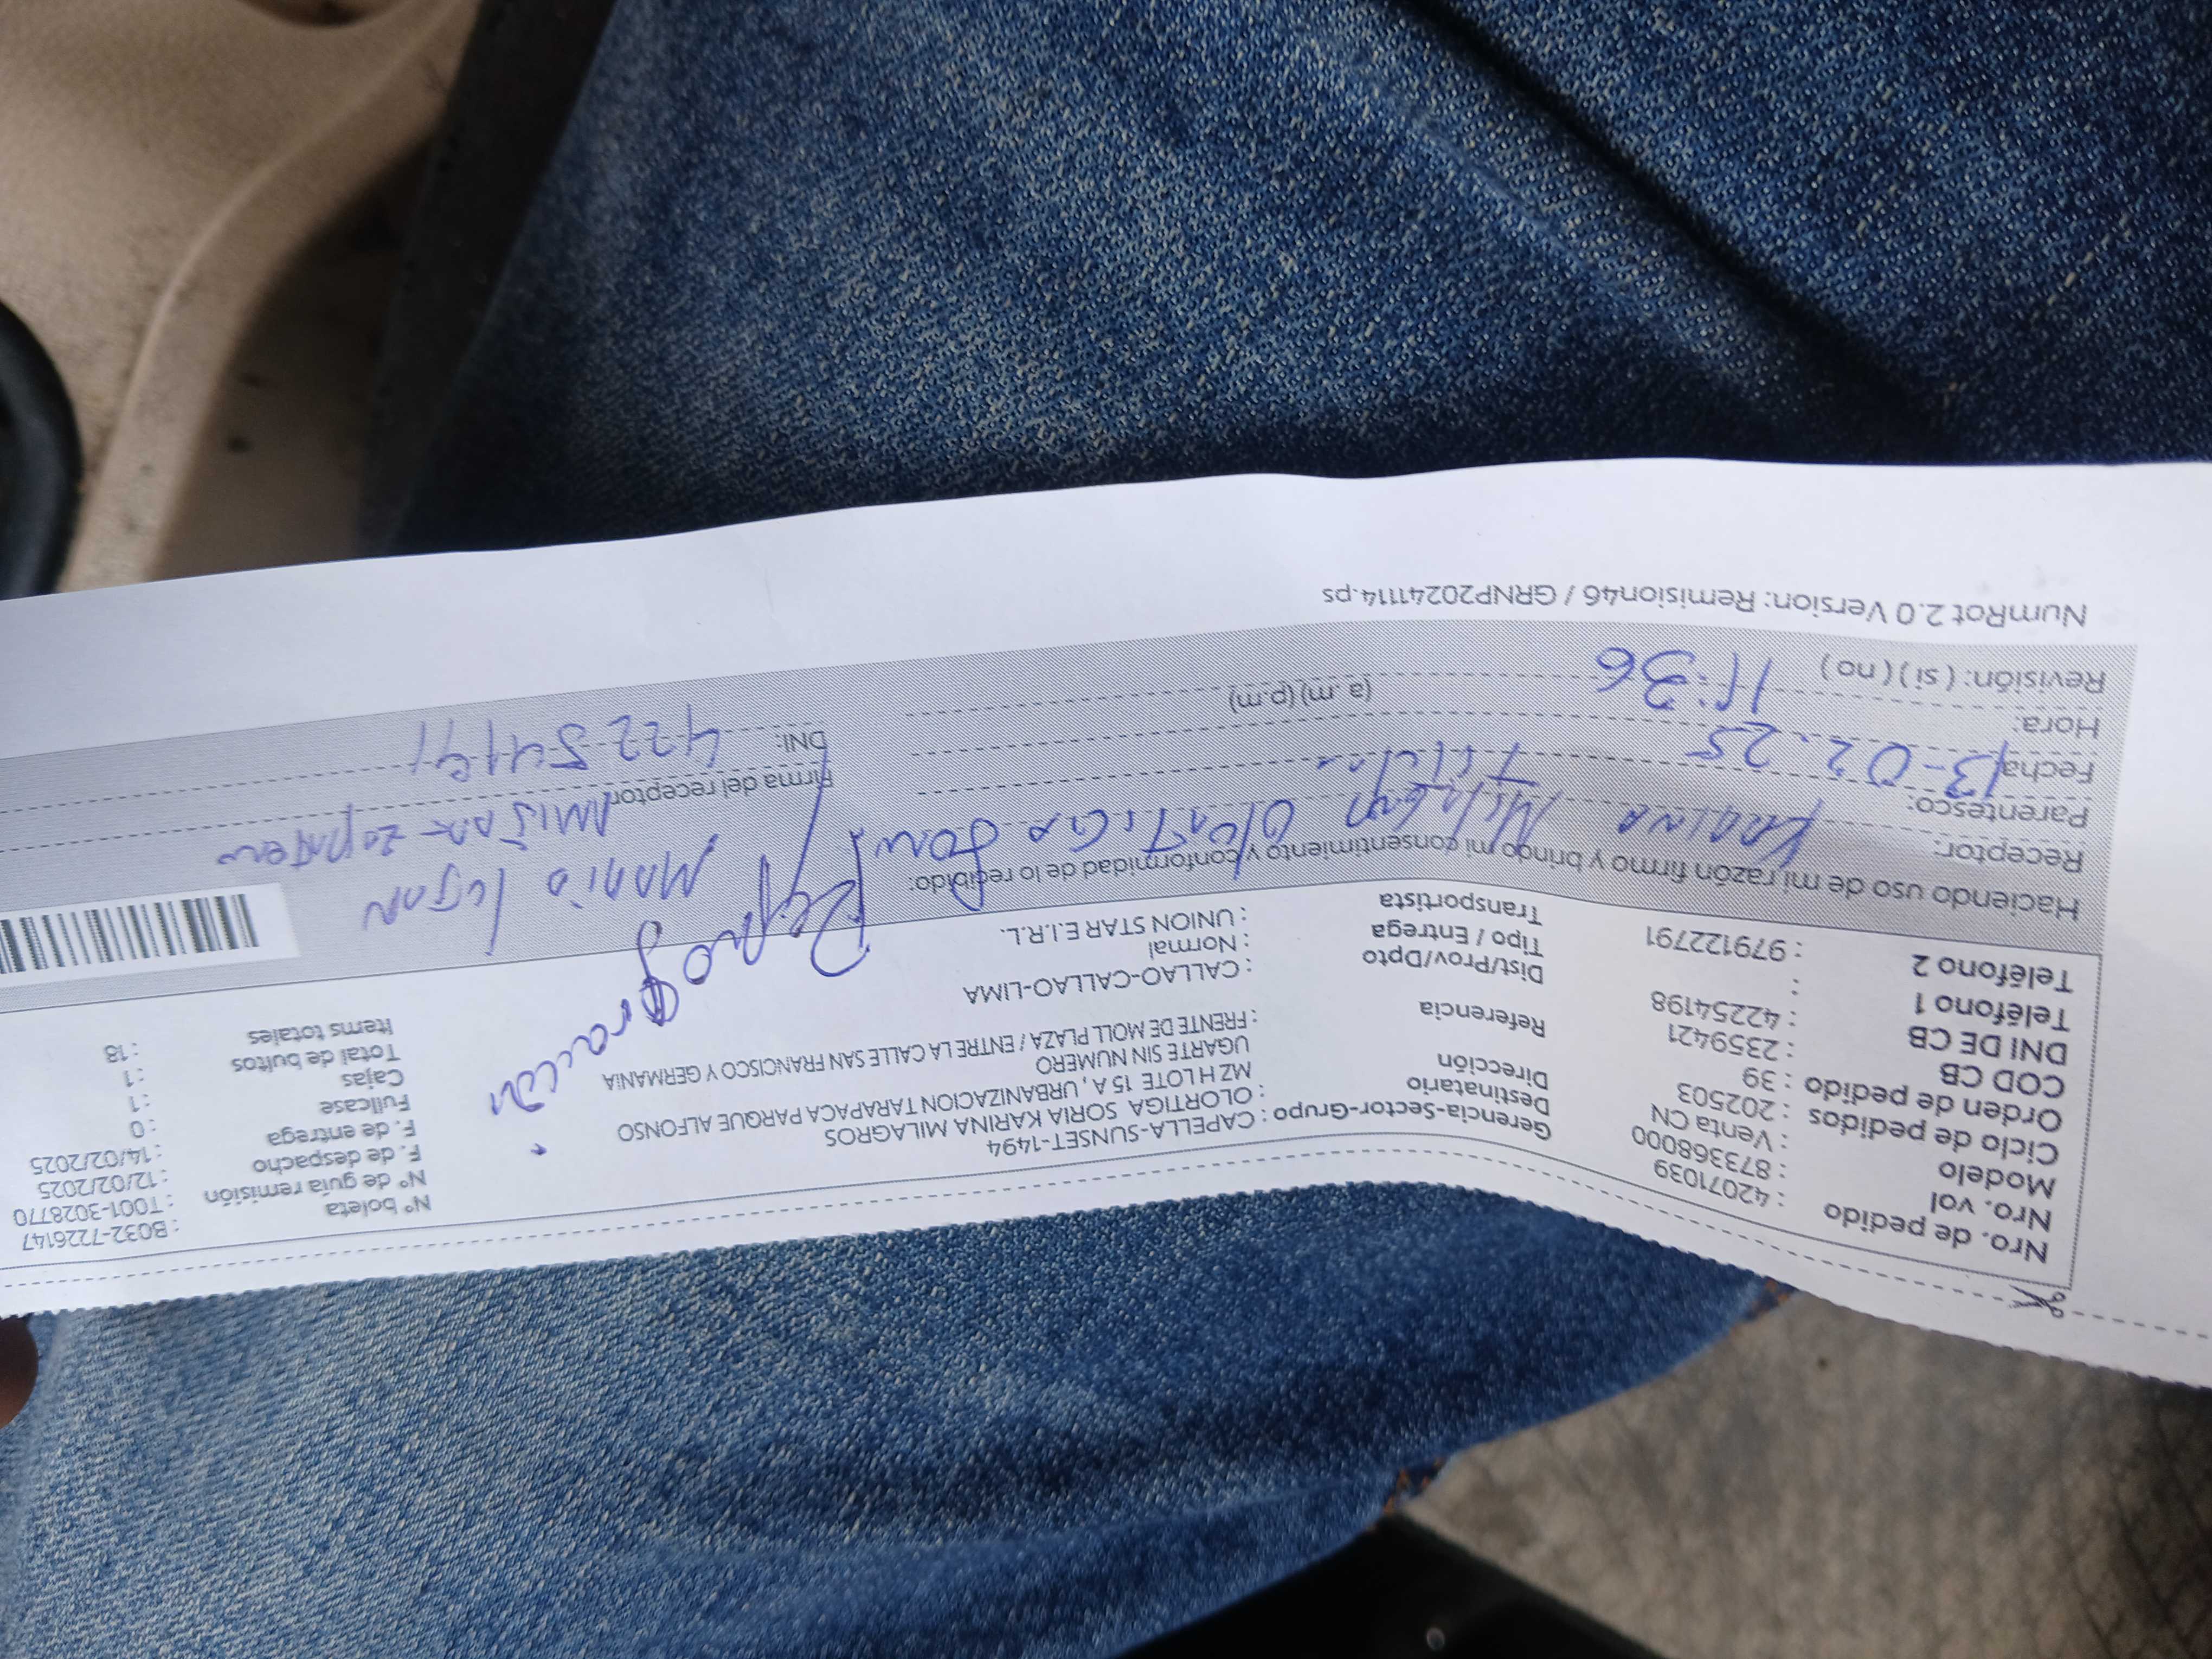 Nro. de pedido : 42071039
Nro. vol : 873368000
Modelo : Venta CN
Ciclo de pedidos : 202503
Orden de pedido : 39
COD CB : 2359421
DNI DE CB : 42254198
Teléfono 1 :
Teléfono 2 : 979122791
Gerencia-Sector-Grupo : CAPELLA-SUNSET-1494
Destinatario : OLORTIGA SORIA KARINA MILAGROS
Dirección : MZ H LOTE 15 A , URBANIZACION TARAPACA PARQUE ALFONSO
UGARTE SIN NUMERO
Referencia : FRENTE DE MOLL PLAZA / ENTRE LA CALLE SAN FRANCISCO Y GERMANIA
Dist/Prov/Dpto : CALLAO-CALLAO-LIMA
Tipo / Entrega : Normal
Transportista : UNION STAR E.I.R.L.
Nº boleta : B032-7226147
Nº de guía remisión : T001-3028770
F. de despacho : 12/02/2025
F. de entrega : 14/02/2025
Fullcase : 0
Cajas : 1
Total de bultos : 1
Items totales : 18
Reprogración
Haciendo uso de mi razón firmo y brindo mi consentimiento y conformidad de lo recibido:
Receptor: Karina
Parentesco:
Fecha: 13-02.25
Hora: 11:36 (a.m) (p.m)
Revisión: ( si ) ( no )
Firma del receptor
DNI: 42254191
NumRot 2.0 Version: Remision46 / GRNP20241114.ps